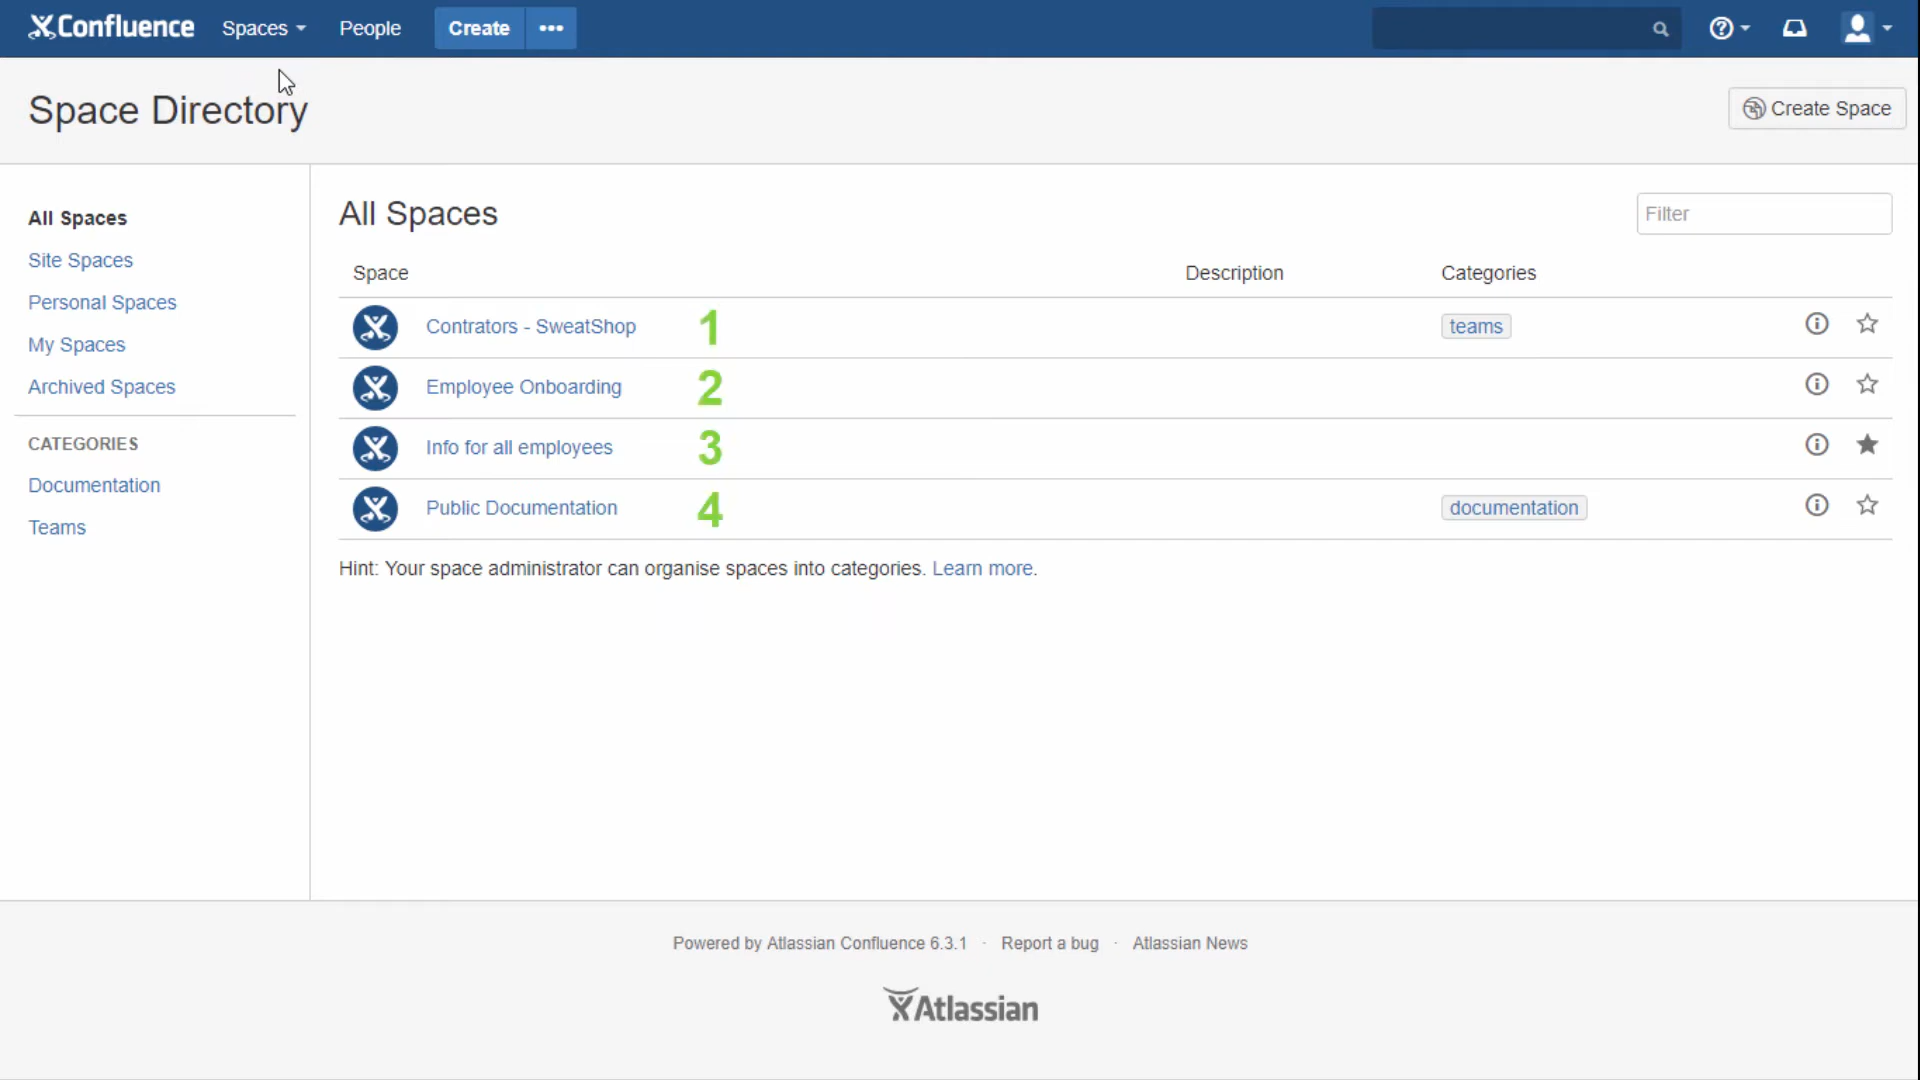 Confluence Spaces People Create
Space Directory
Create Space
All Spaces
Site Spaces
Personal Spaces
My Spaces
Archived Spaces
CATEGORIES
Documentation
Teams
All Spaces
Filter
Space Description Categories
Contrators - SweatShop 1 teams
Employee Onboarding 2
Info for all employees 3
Public Documentation 4 documentation
Hint: Your space administrator can organise spaces into categories. Learn more.
Powered by Atlassian Confluence 6.3.1 · Report a bug · Atlassian News
Atlassian